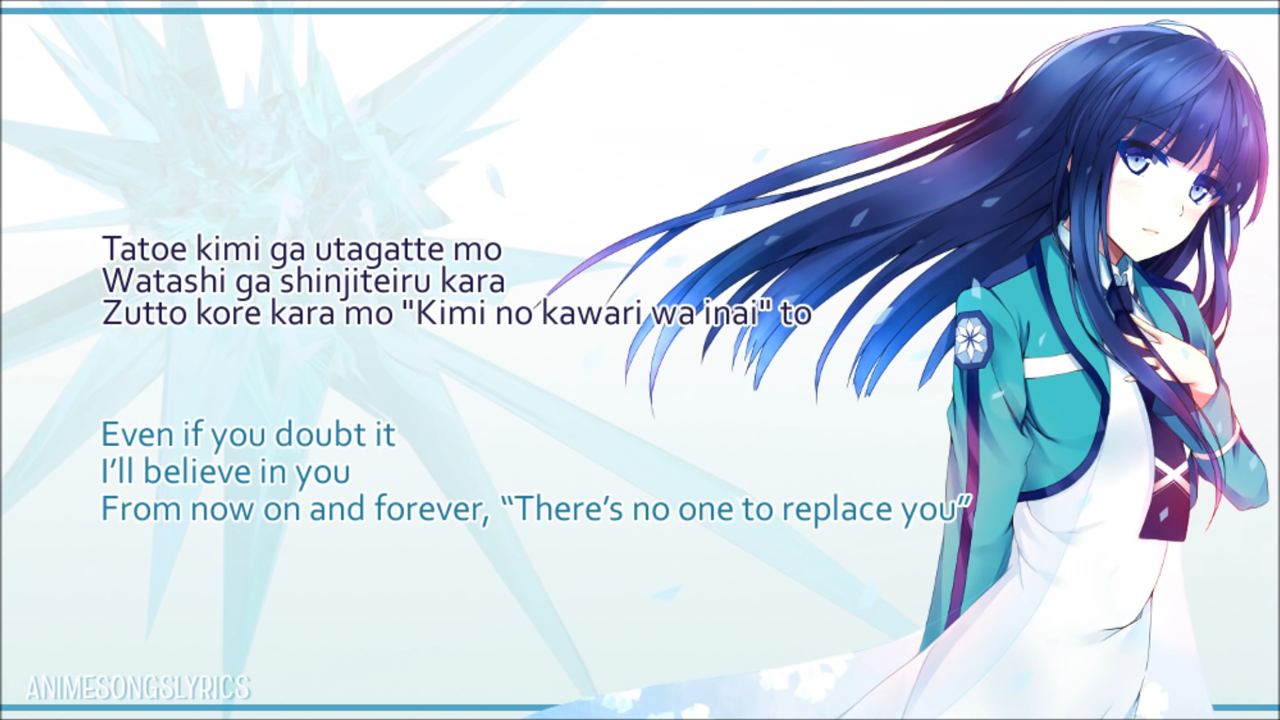 Tatoe kimi ga utagatte mo
Watashi ga shinjiteiru kara
Zutto kore kara mo "Kimi no kawari wa inai" to
Even if you doubt it
I’ll believe in you
From now on and forever, “There’s no one to replace you”
ANIMESONGSLYRICS